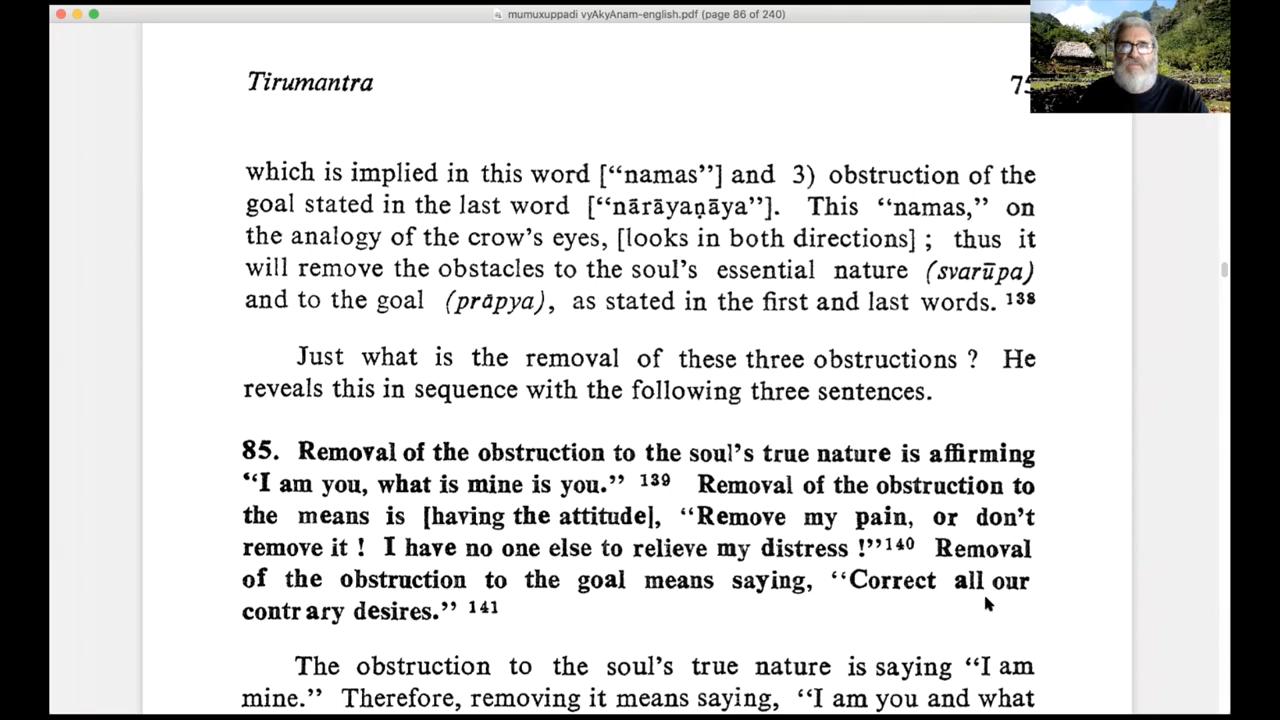 mumuxuppadi vyAkyAnam-english.pdf (page 86 of 240)
Tirumantra
which is implied in this word [“namas”] and 3) obstruction of the
goal stated in the last word [“nārāyaṇāya”]. This “namas,” on
the analogy of the crow’s eyes, [looks in both directions] ; thus it
will remove the obstacles to the soul’s essential nature (svarūpa)
and to the goal (prāpya), as stated in the first and last words. 138
Just what is the removal of these three obstructions ? He
reveals this in sequence with the following three sentences.
85. Removal of the obstruction to the soul’s true nature is affirming
“I am you, what is mine is you.” 139 Removal of the obstruction to
the means is [having the attitude], “Remove my pain, or don’t
remove it ! I have no one else to relieve my distress !”140 Removal
of the obstruction to the goal means saying, “Correct all our
contrary desires.” 141
The obstruction to the soul’s true nature is saying “I am
mine.” Therefore, removing it means saying, “I am you and what